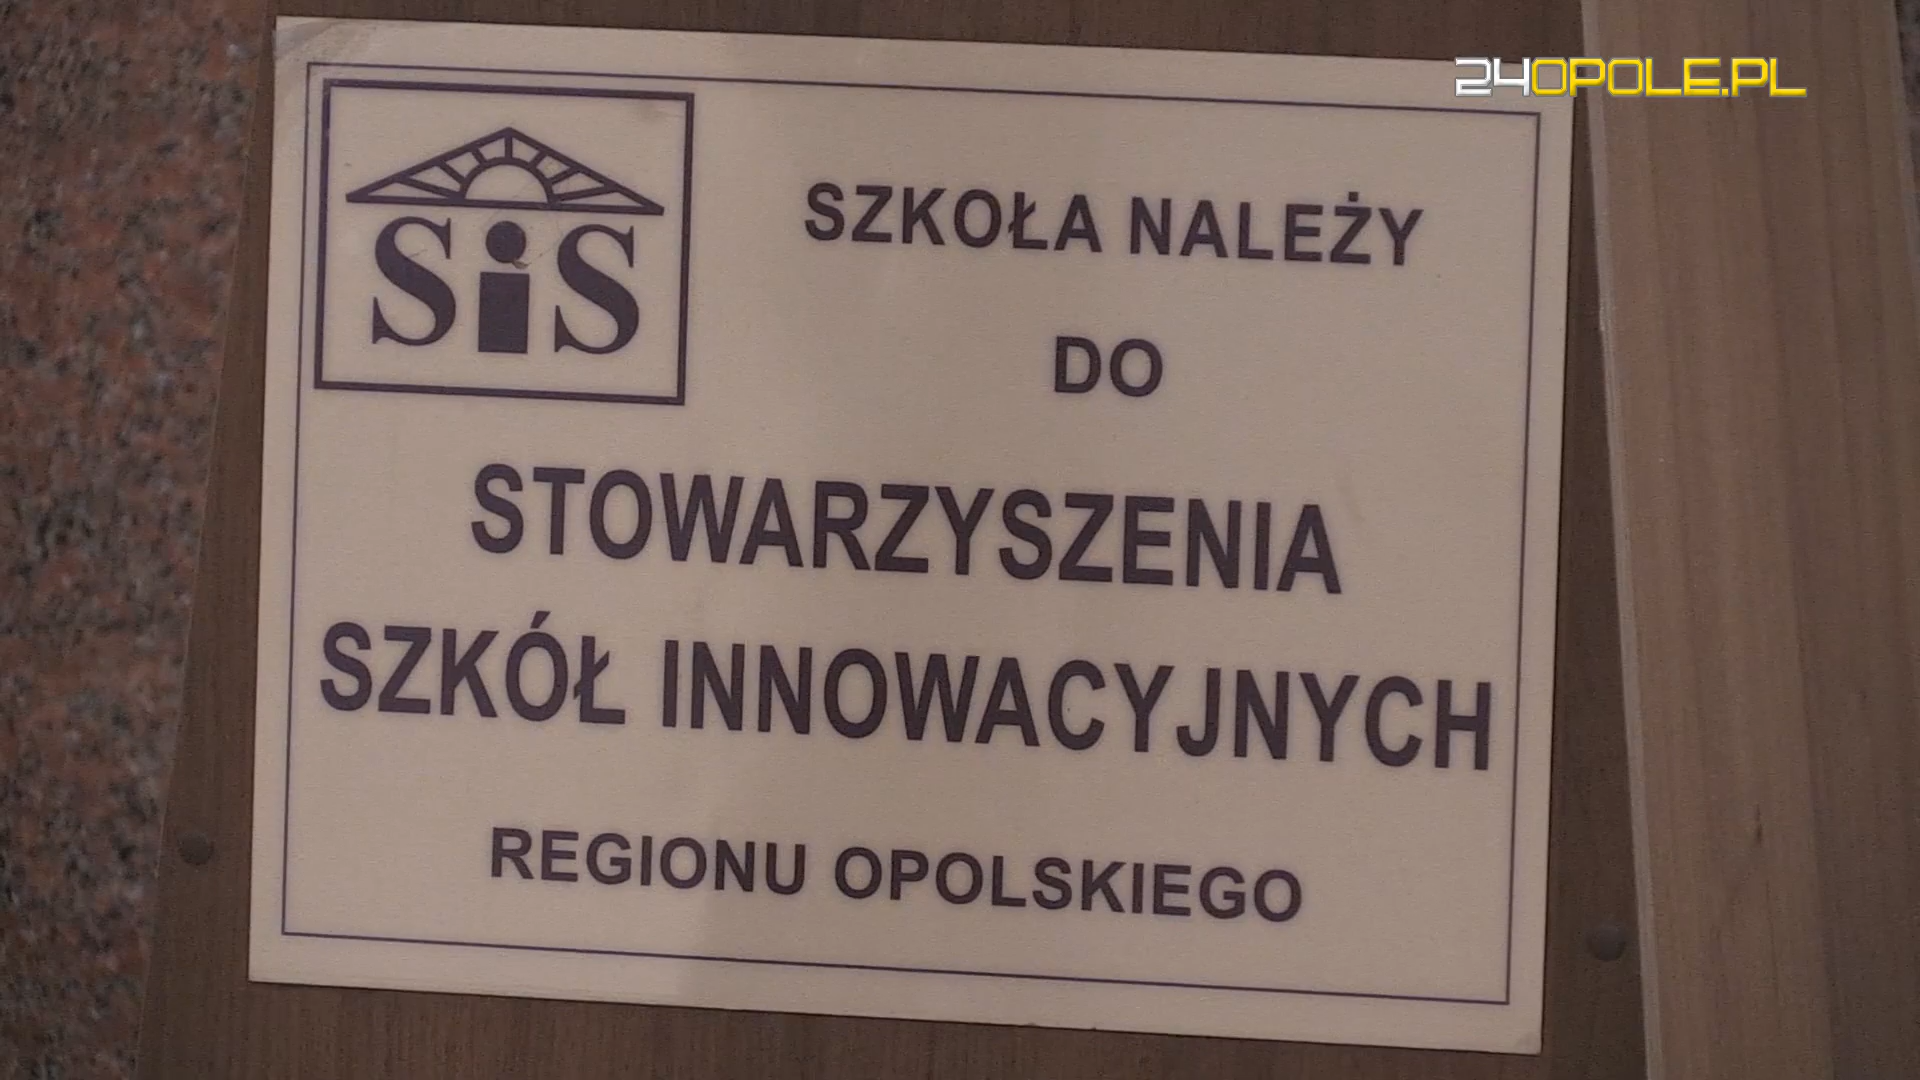 24OPOLE.PL
SiS
SZKOŁA NALEŻY
DO
STOWARZYSZENIA
SZKÓŁ INNOWACYJNYCH
REGIONU OPOLSKIEGO